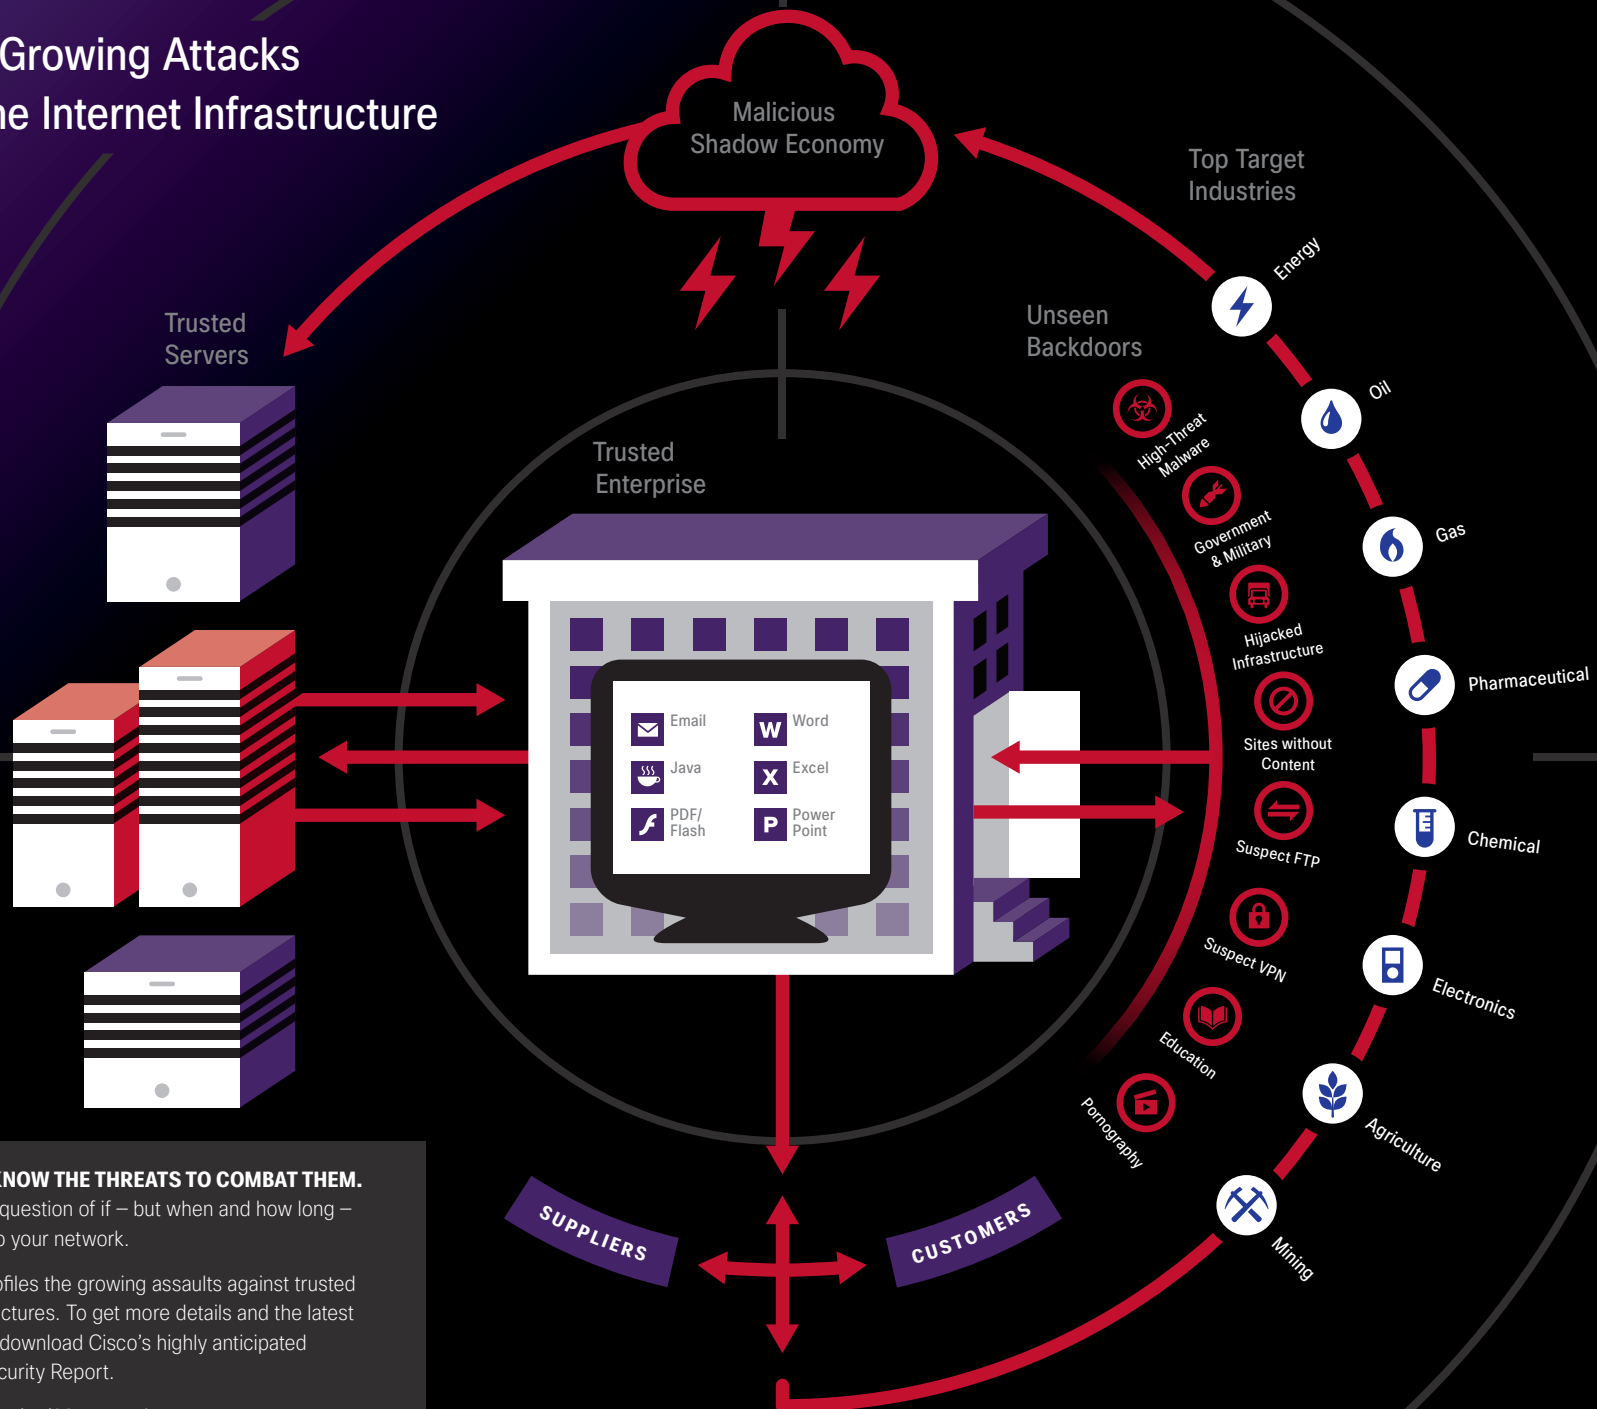 Growing Attacks
he Internet Infrastructure
Malicious
Shadow Economy
Top Target
Industries
Energy
Oil
Gas
Pharmaceutical
Chemical
Electronics
Agriculture
Mining
Unseen
Backdoors
High-Threat
Malware
Government
& Military
Hijacked
Infrastructure
Sites without
Content
Suspect FTP
Suspect VPN
Education
Pornography
Trusted
Servers
Trusted
Enterprise
Email
Word
W
Java
Excel
X
PDF/
Flash
Power
Point
P
SUPPLIERS
CUSTOMERS
KNOW THE THREATS TO COMBAT THEM.
question of if – but when and how long –
o your network.
ofiles the growing assaults against trusted
ctures. To get more details and the latest
download Cisco's highly anticipated
curity Report.